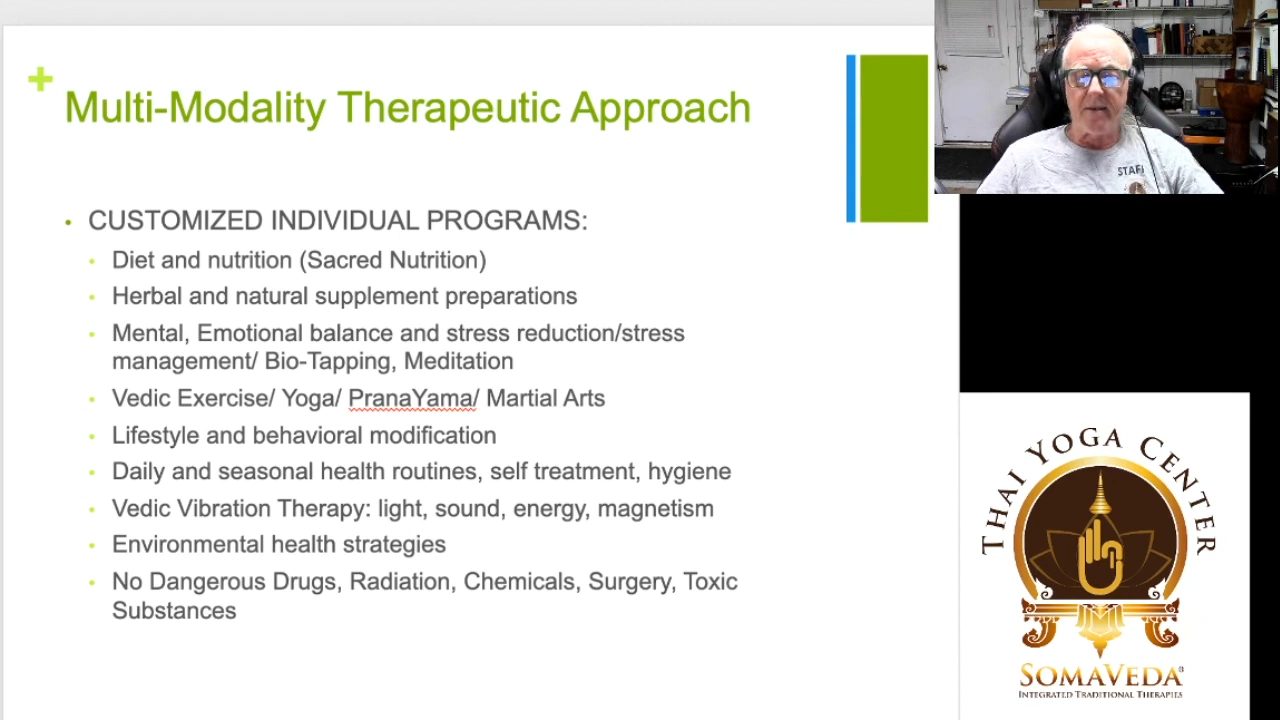 +
Multi-Modality Therapeutic Approach
• CUSTOMIZED INDIVIDUAL PROGRAMS:
▪ Diet and nutrition (Sacred Nutrition)
▪ Herbal and natural supplement preparations
▪ Mental, Emotional balance and stress reduction/stress
management/ Bio-Tapping, Meditation
▪ Vedic Exercise/ Yoga/ PranaYama/ Martial Arts
▪ Lifestyle and behavioral modification
▪ Daily and seasonal health routines, self treatment, hygiene
▪ Vedic Vibration Therapy: light, sound, energy, magnetism
▪ Environmental health strategies
▪ No Dangerous Drugs, Radiation, Chemicals, Surgery, Toxic
Substances
STAFF
THAI YOGA CENTER
SOMAVEDA®
INTEGRATED TRADITIONAL THERAPIES